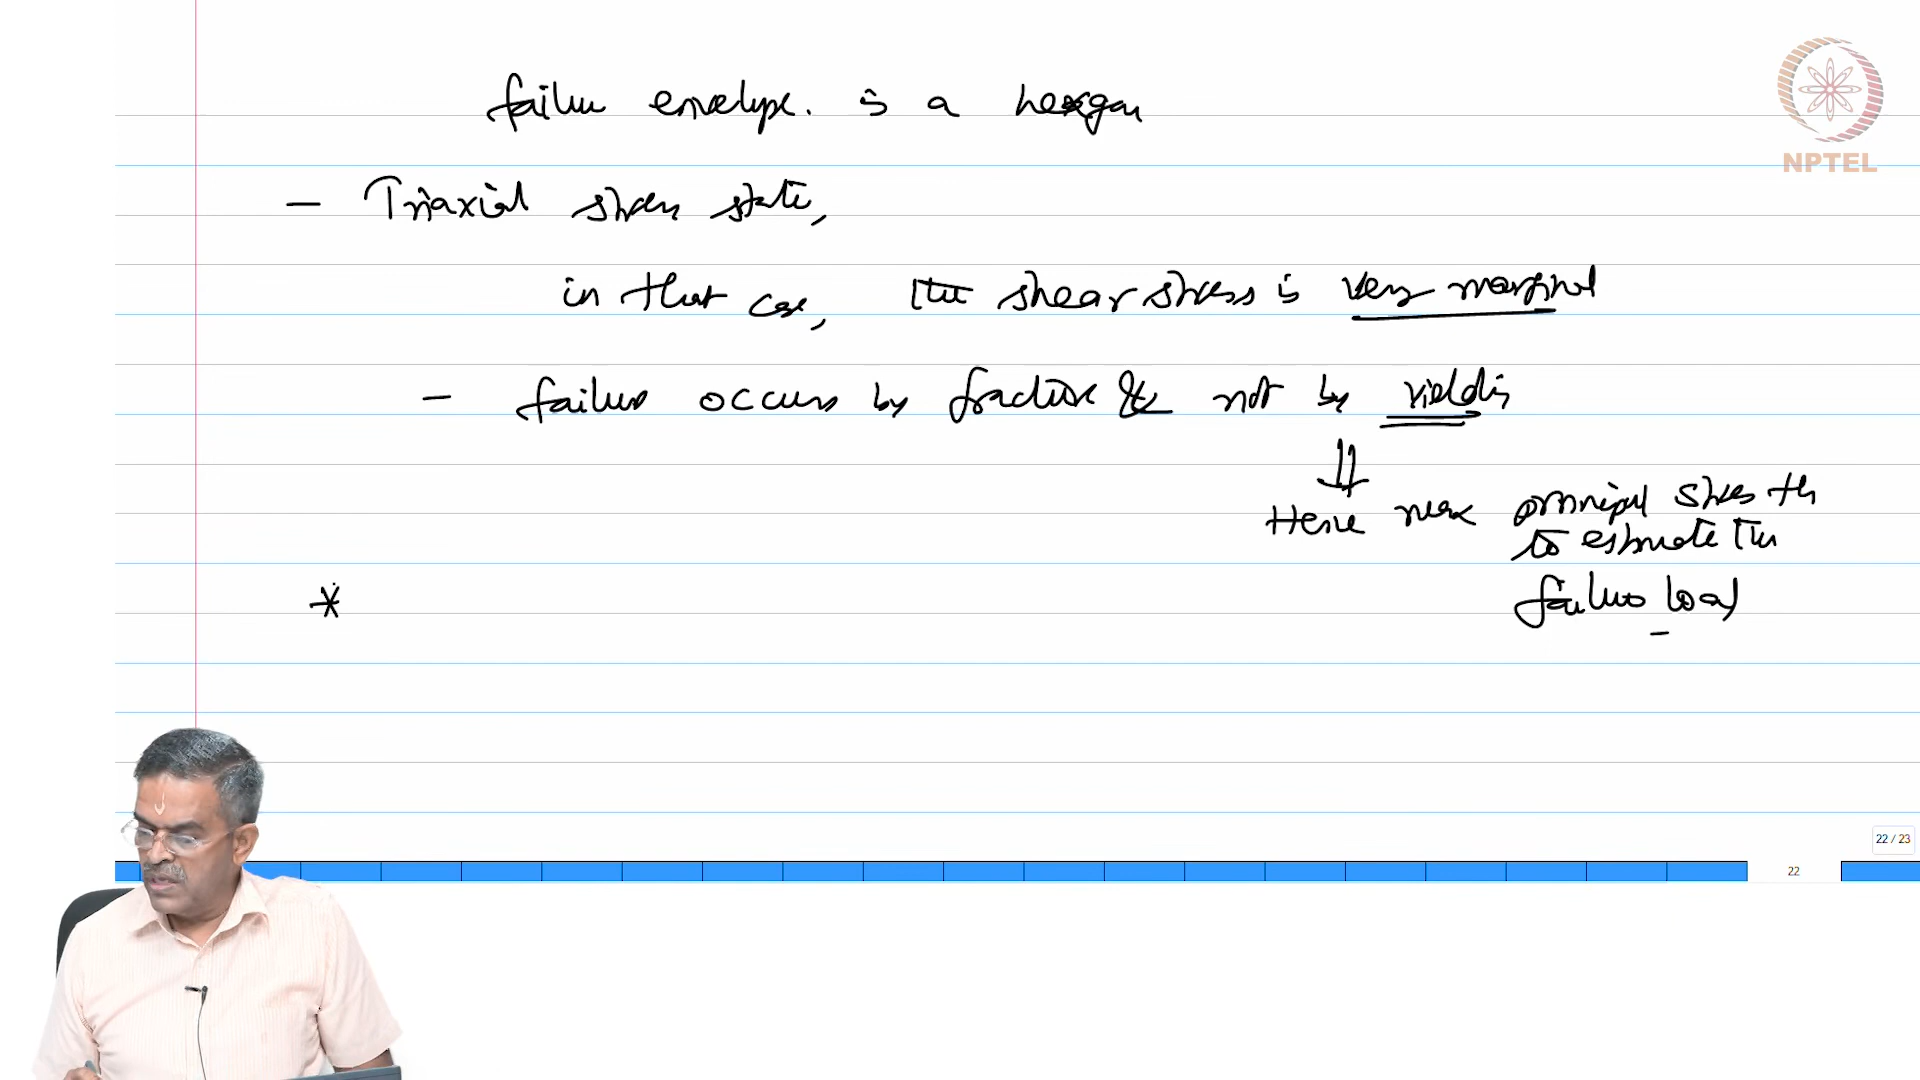 failure envelope. is a hexagon
NPTEL
- Triaxial stress state,
in that case, the shear stress is very marginal
- failure occurs by fracture & not by yielding
⇓
Hence max principal stress th
to estimate the
failure load
*
22 / 23
22